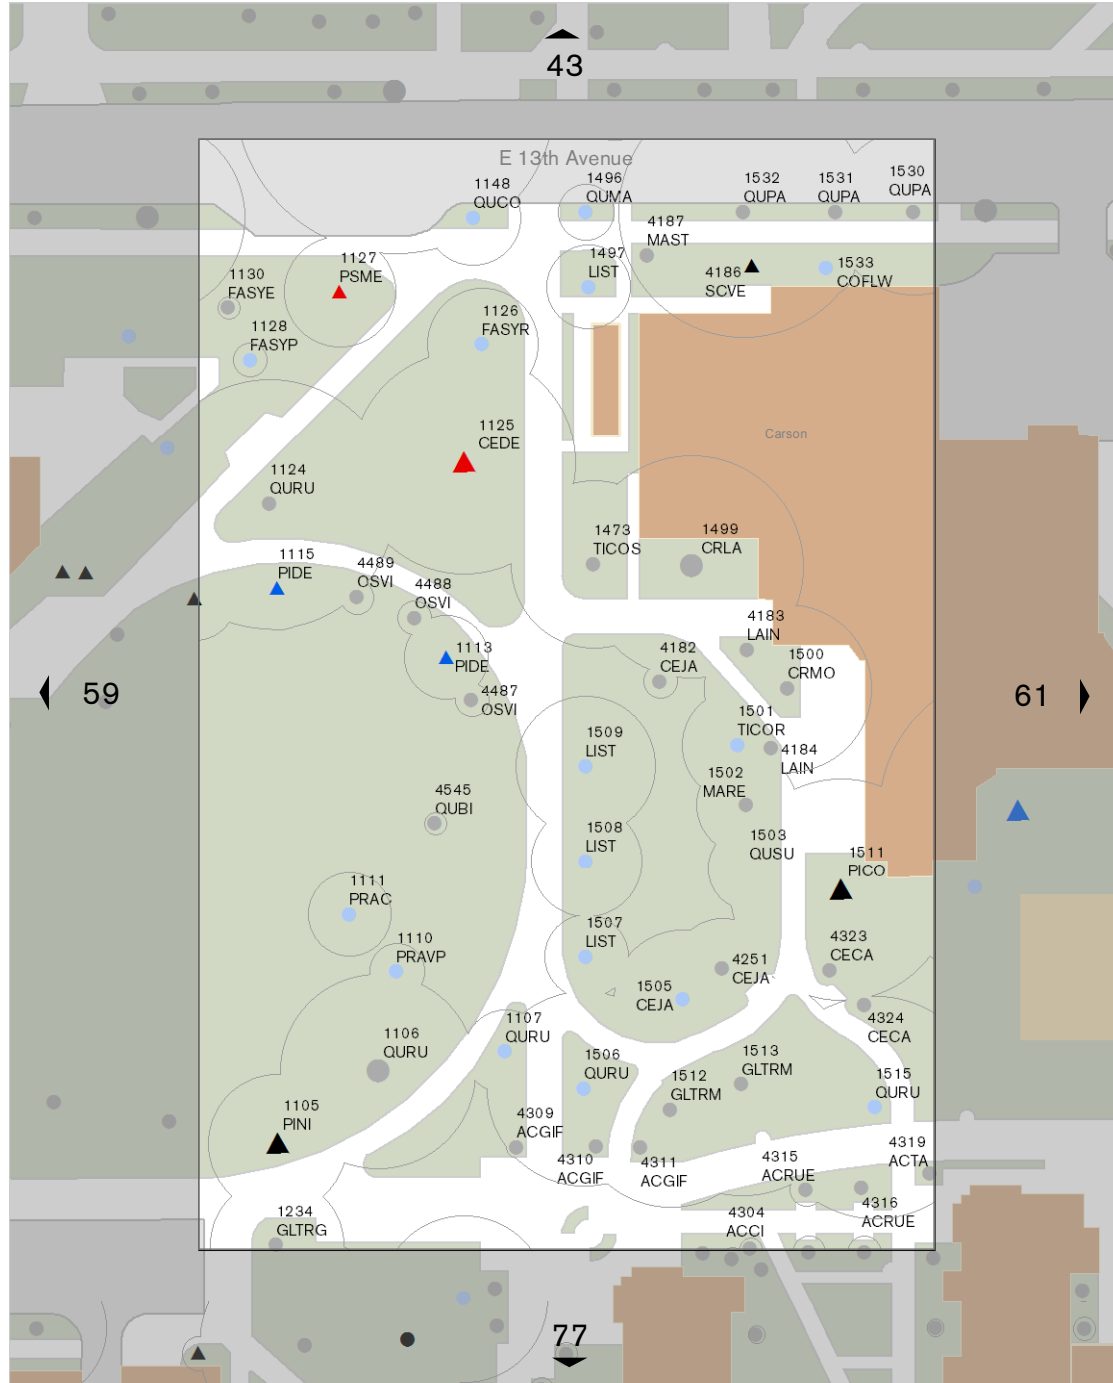 43
E 13th Avenue
1148
QUCO
1496
QUMA
1532
QUPA
1531
QUPA
1530
QUPA
4187
MAST
1127
PSME
1497
LIST
4186
SCVE
1533
COFLW
1130
FASYE
1128
FASYP
1126
FASYR
1125
CEDE
Carson
1124
QURU
1473
TICOS
1499
CRLA
1115
PIDE
4489
OSVI
4488
OSVI
1113
PIDE
4487
OSVI
4183
LAIN
4182
CEJA
1500
CRMO
59
61
1501
TICOR
4184
LAIN
1509
LIST
1502
MARE
4545
QUBI
1508
LIST
1503
QUSU
1511
PICO
1111
PRAC
1110
PRAVP
1507
LIST
4323
CECA
4251
CEJA
1505
CEJA
4324
CECA
1106
QURU
1107
QURU
1506
QURU
1513
GLTRM
1512
GLTRM
1515
QURU
1105
PINI
4309
ACGIF
4310
ACGIF
4311
ACGIF
4315
ACRUE
4319
ACTA
4316
ACRUE
1234
GLTRG
4304
ACCI
77